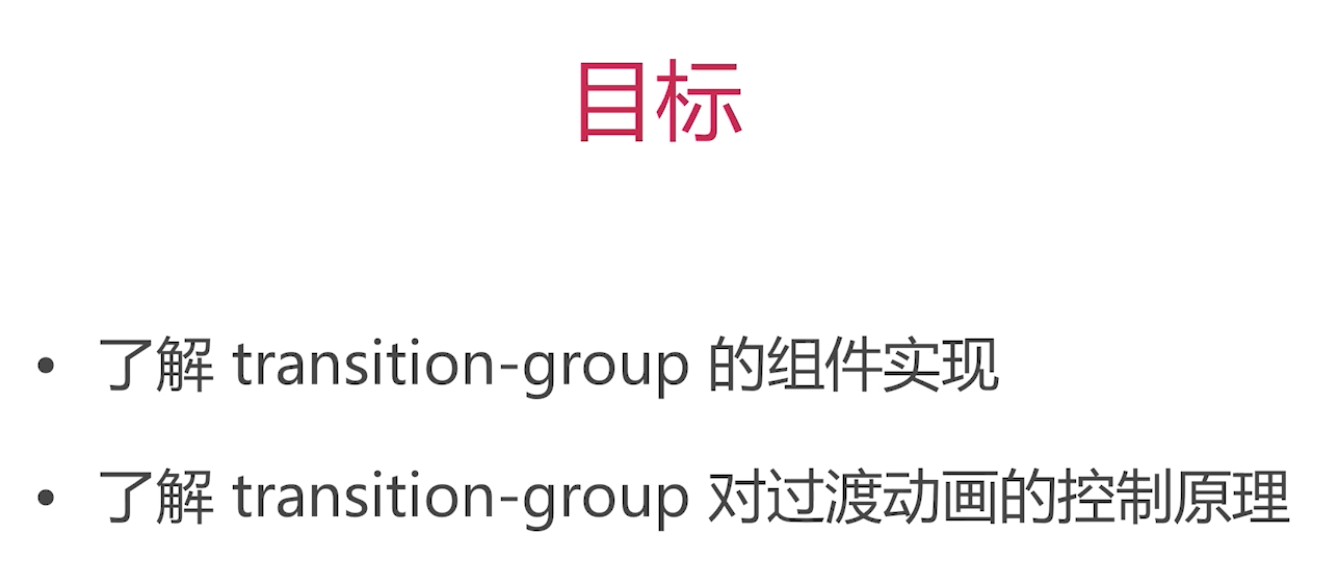 目标
• 了解 transition-group 的组件实现
• 了解 transition-group 对过渡动画的控制原理